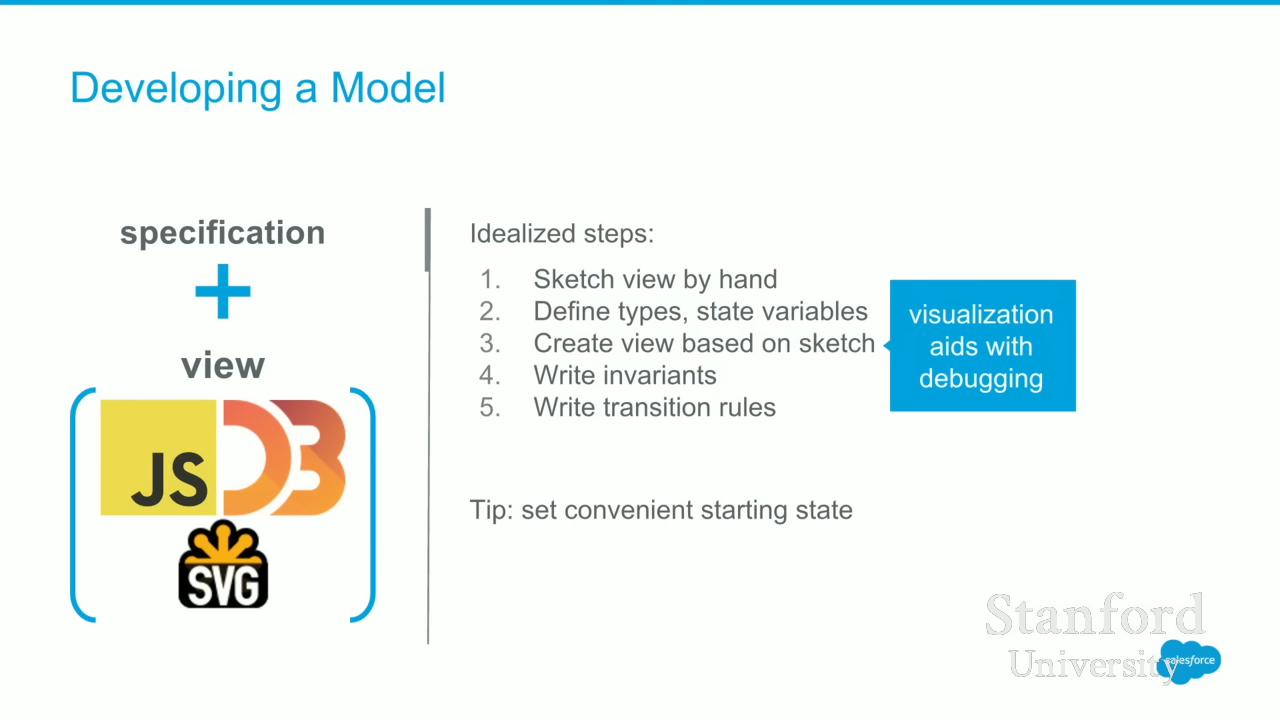 Developing a Model
specification
+
view
JS
SVG
Idealized steps:
1. Sketch view by hand
2. Define types, state variables
3. Create view based on sketch
4. Write invariants
5. Write transition rules
visualization
aids with
debugging
Tip: set convenient starting state
Stanford
University
salesforce